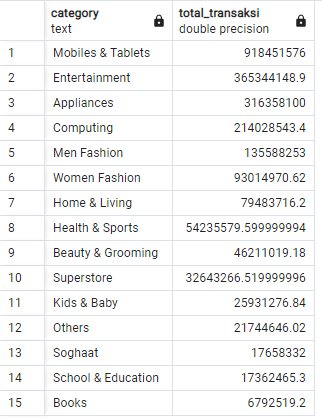 category total_transaksi
text double precision
1 Mobiles & Tablets 918451576
2 Entertainment 365344148.9
3 Appliances 316358100
4 Computing 214028543.4
5 Men Fashion 135588253
6 Women Fashion 93014970.62
7 Home & Living 79483716.2
8 Health & Sports 54235579.599999994
9 Beauty & Grooming 46211019.18
10 Superstore 32643266.519999996
11 Kids & Baby 25931276.84
12 Others 21744646.02
13 Soghaat 17658332
14 School & Education 17362465.3
15 Books 6792519.2